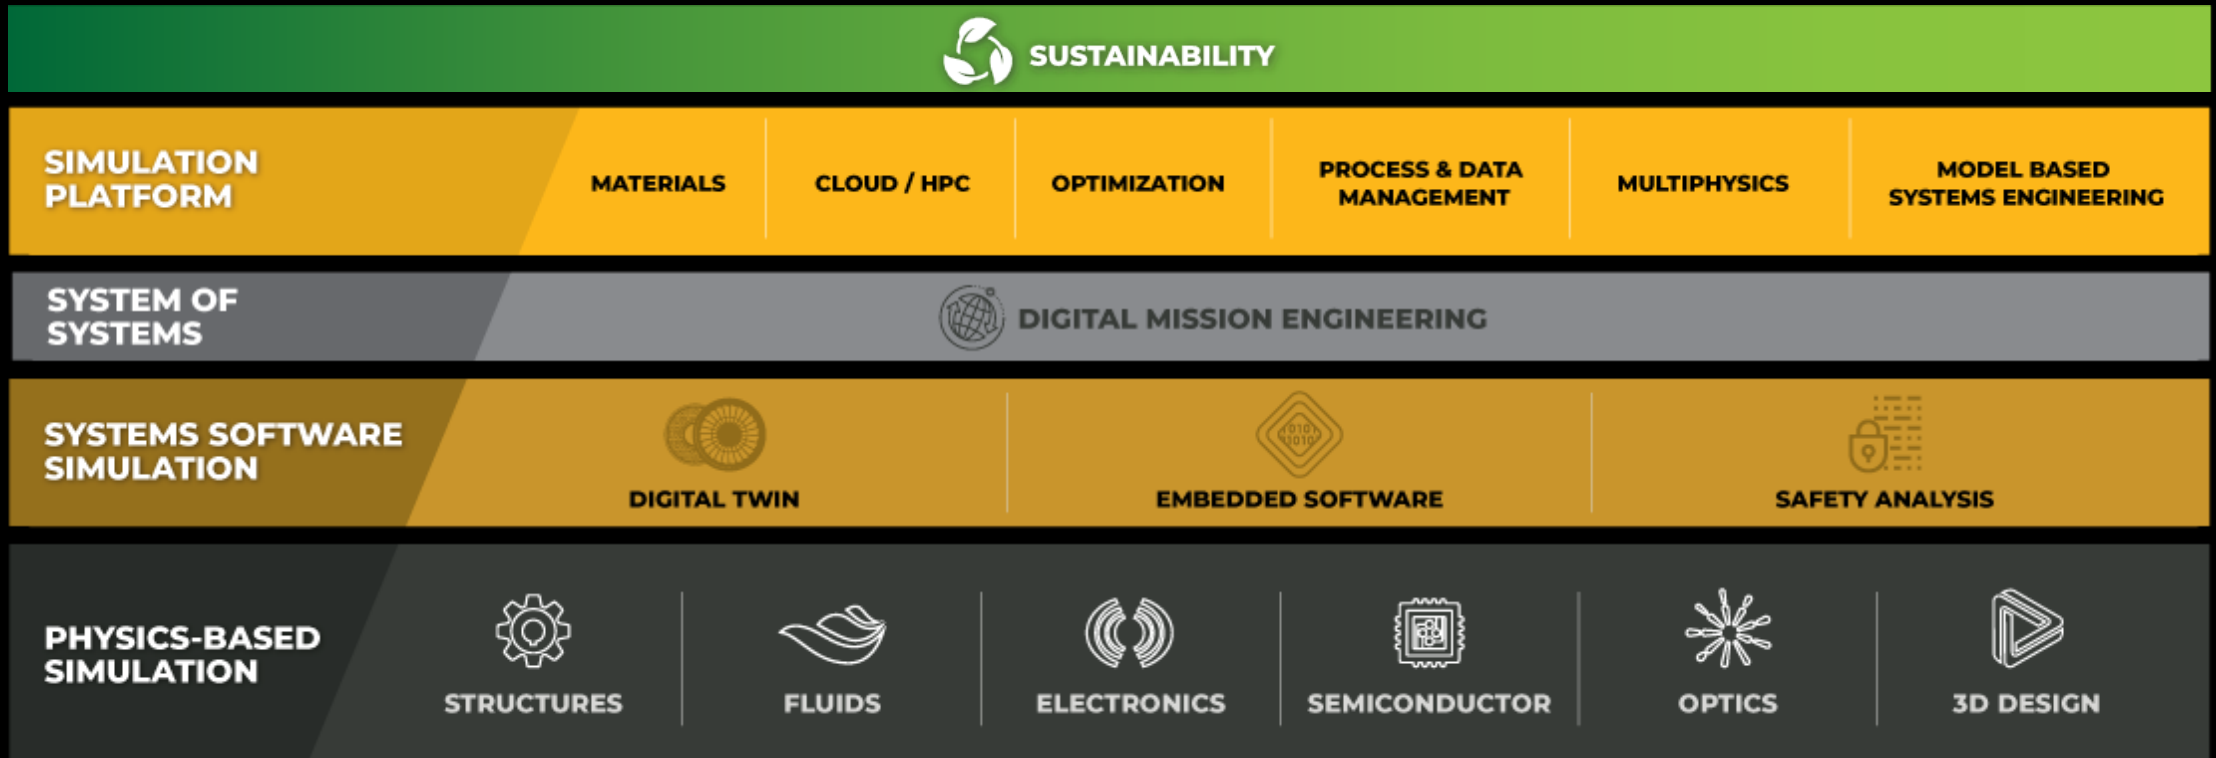 SUSTAINABILITY
SIMULATION
PLATFORM
MATERIALS
CLOUD / HPC
OPTIMIZATION
PROCESS & DATA
MANAGEMENT
MULTIPHYSICS
MODEL BASED
SYSTEMS ENGINEERING
SYSTEM OF
SYSTEMS
DIGITAL MISSION ENGINEERING
SYSTEMS SOFTWARE
SIMULATION
DIGITAL TWIN
0101
11010
EMBEDDED SOFTWARE
SAFETY ANALYSIS
PHYSICS-BASED
SIMULATION
STRUCTURES
FLUIDS
ELECTRONICS
SEMICONDUCTOR
OPTICS
3D DESIGN